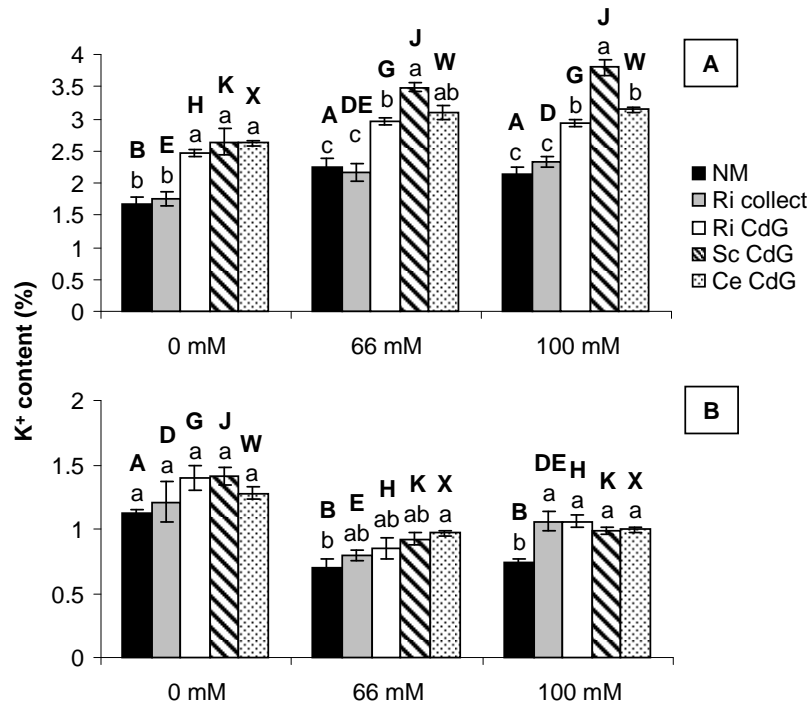 K⁺ content (%)
A
4
3.5
3
2.5
2
1.5
1
0.5
0
B E H K X
b b a a a
A DE G J W
c c b a ab
A D G J W
c c b a b
0 mM 66 mM 100 mM
NM
Ri collect
Ri CdG
Sc CdG
Ce CdG
B
2
1.5
1
0.5
0
A D G J W
a a a a a
B E H K X
b ab ab ab a
B DE H K X
b a a a a
0 mM 66 mM 100 mM